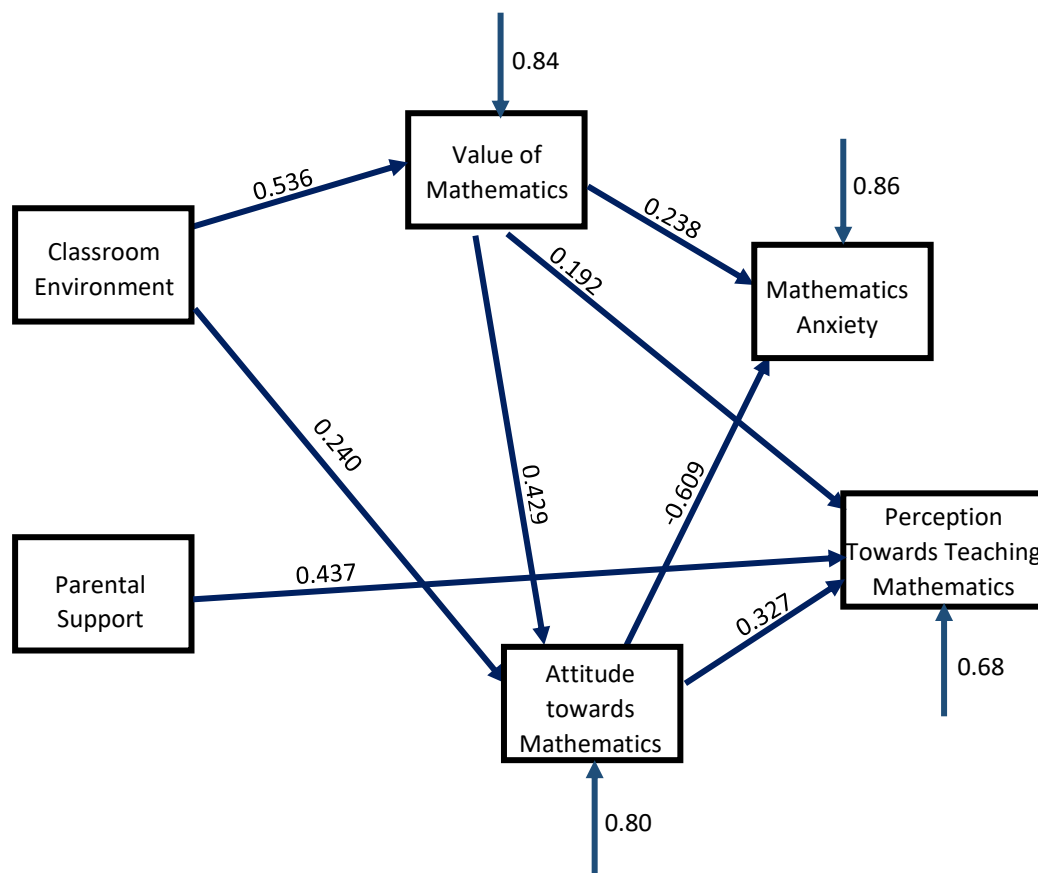 0.84
Value of
Mathematics
0.86
0.536
0.238
Classroom
Environment
0.192
Mathematics
Anxiety
0.240
0.429
-0.609
Perception
Towards Teaching
Mathematics
Parental
Support
0.437
0.327
Attitude
towards
Mathematics
0.68
0.80